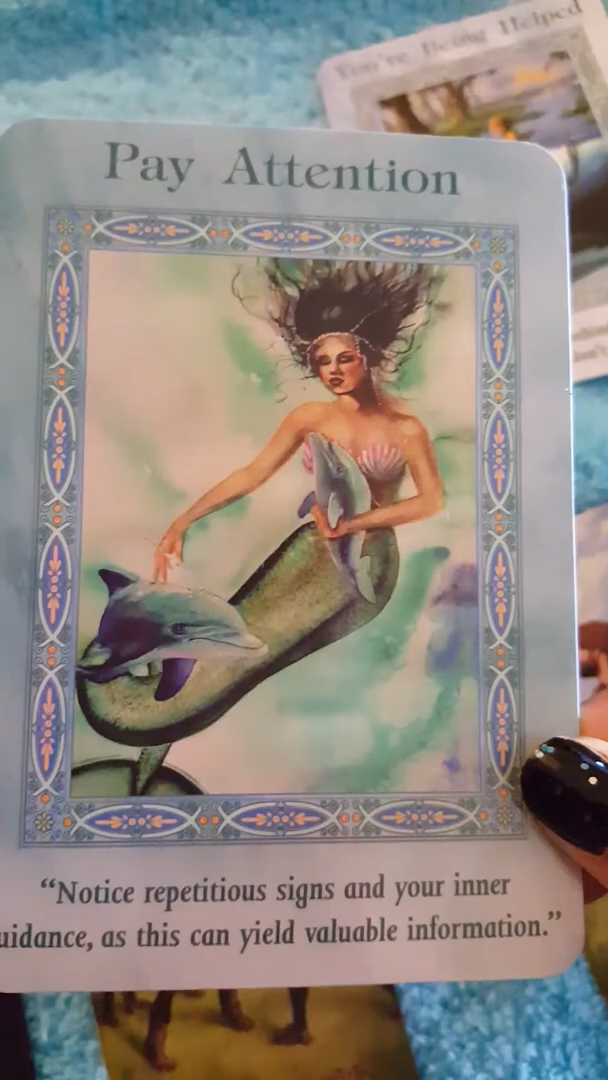 You're Being Helped
Pay Attention
“Notice repetitious signs and your inner
uidance, as this can yield valuable information.”